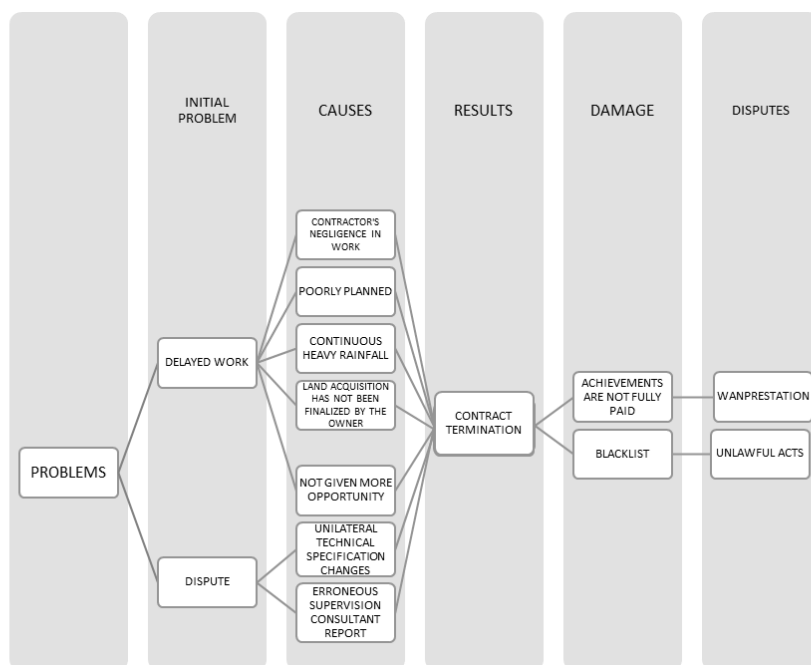 INITIAL
PROBLEM
CAUSES
RESULTS
DAMAGE
DISPUTES
CONTRACTOR'S
NEGLIGENCE IN
WORK
POORLY PLANNED
CONTINUOUS
HEAVY RAINFALL
DELAYED WORK
LAND ACQUISITION
HAS NOT BEEN
FINALIZED BY THE
OWNER
NOT GIVEN MORE
OPPORTUNITY
PROBLEMS
DISPUTE
UNILATERAL
TECHNICAL
SPECIFICATION
CHANGES
ERRONEOUS
SUPERVISION
CONSULTANT
REPORT
CONTRACT
TERMINATION
ACHIEVEMENTS
ARE NOT FULLY
PAID
WANPRESTATION
BLACKLIST
UNLAWFUL ACTS